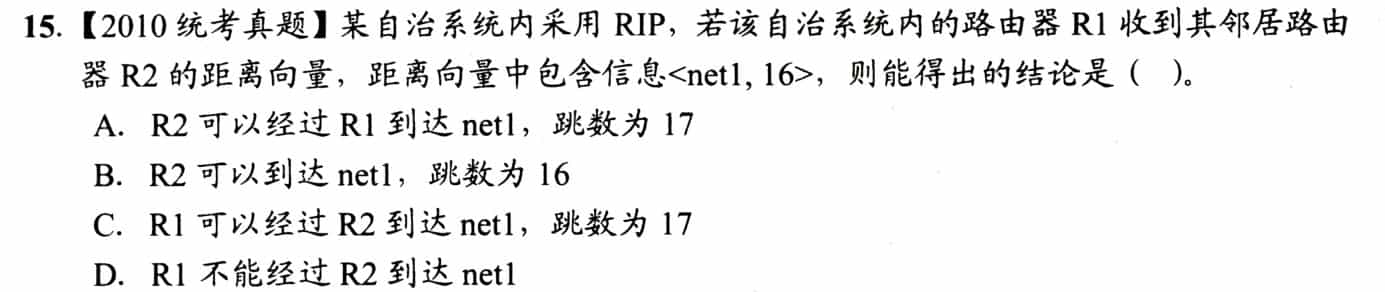 15.【2010 统考真题】某自治系统内采用 RIP，若该自治系统内的路由器 R1 收到其邻居路由
器 R2 的距离向量，距离向量中包含信息<net1, 16>，则能得出的结论是（ ）。
A. R2 可以经过 R1 到达 net1，跳数为 17
B. R2 可以到达 net1，跳数为 16
C. R1 可以经过 R2 到达 net1，跳数为 17
D. R1 不能经过 R2 到达 net1